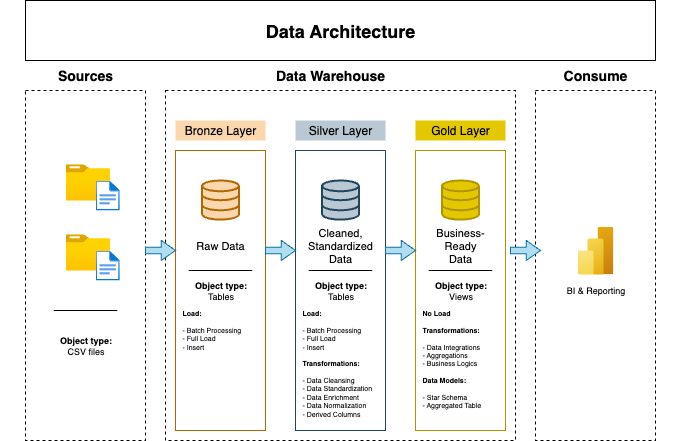 Data Architecture
Sources
Data Warehouse
Consume
Object type:
CSV files
Bronze Layer
Raw Data
Object type:
Tables
Load:
- Batch Processing
- Full Load
- Insert
Silver Layer
Cleaned,
Standardized
Data
Object type:
Tables
Load:
- Batch Processing
- Full Load
- Insert
Transformations:
- Data Cleansing
- Data Standardization
- Data Enrichment
- Data Normalization
- Derived Columns
Gold Layer
Business-
Ready
Data
Object type:
Views
No Load
Transformations:
- Data Integrations
- Aggregations
- Business Logics
Data Models:
- Star Schema
- Aggregated Table
BI & Reporting